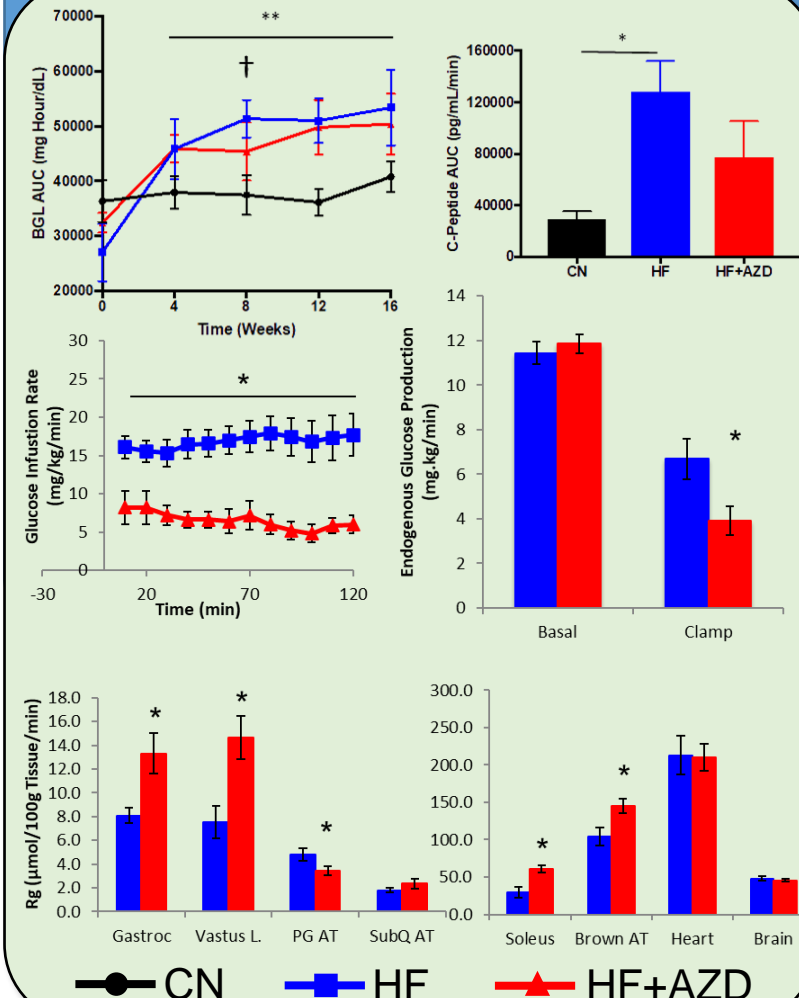 **
†
BGL AUC (mg Hour/dL)
70000
60000
50000
40000
30000
20000
0 4 8 12 16
Time (Weeks)
*
C-Peptide AUC (pg/mL/min)
160000
120000
80000
40000
0
CN HF HF+AZD
*
Glucose Infustion Rate
(mg/kg/min)
30
25
20
15
10
5
0
-30 20 70 120
Time (min)
*
Endogenous Glucose Production
(mg.kg/min)
14
12
10
8
6
4
2
0
Basal Clamp
* * *
Rg (µmol/100g Tissue/min)
18.0
16.0
14.0
12.0
10.0
8.0
6.0
4.0
2.0
0.0
Gastroc Vastus L. PG AT SubQ AT
* *
300.0
250.0
200.0
150.0
100.0
50.0
0.0
Soleus Brown AT Heart Brain
CN HF HF+AZD